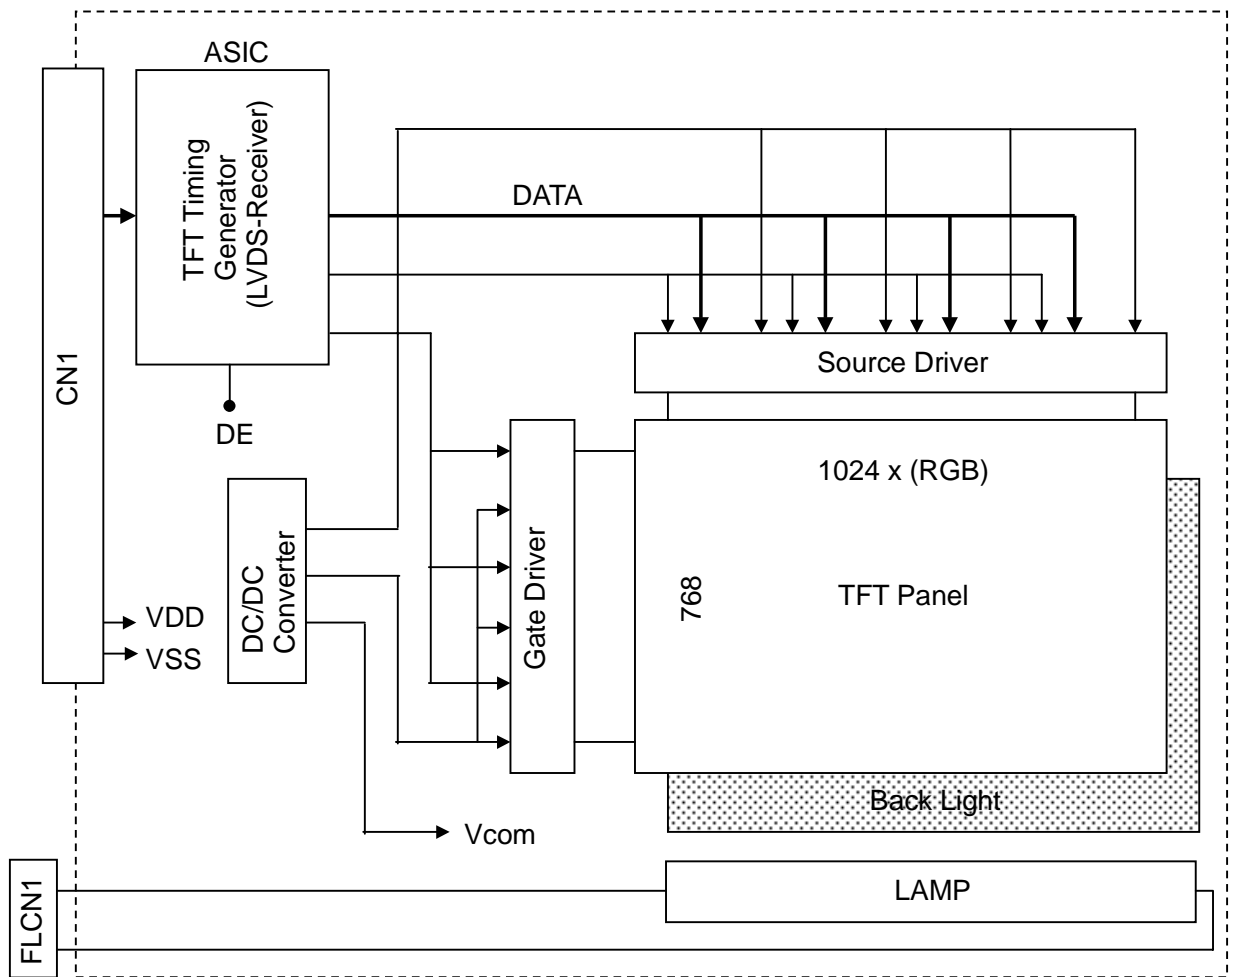 ASIC
TFT Timing
Generator
(LVDS-Receiver)
DATA
CN1
Source Driver
DE
1024 x (RGB)
Gate Driver
768
TFT Panel
DC/DC
Converter
VDD
VSS
Back Light
Vcom
LAMP
FLCN1